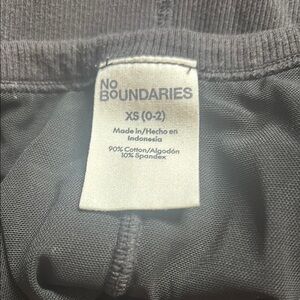 No
BOUNDARIES
XS (0-2)
Made in/Hecho en
Indonesia
90% Cotton/Algodón
10% Spandex